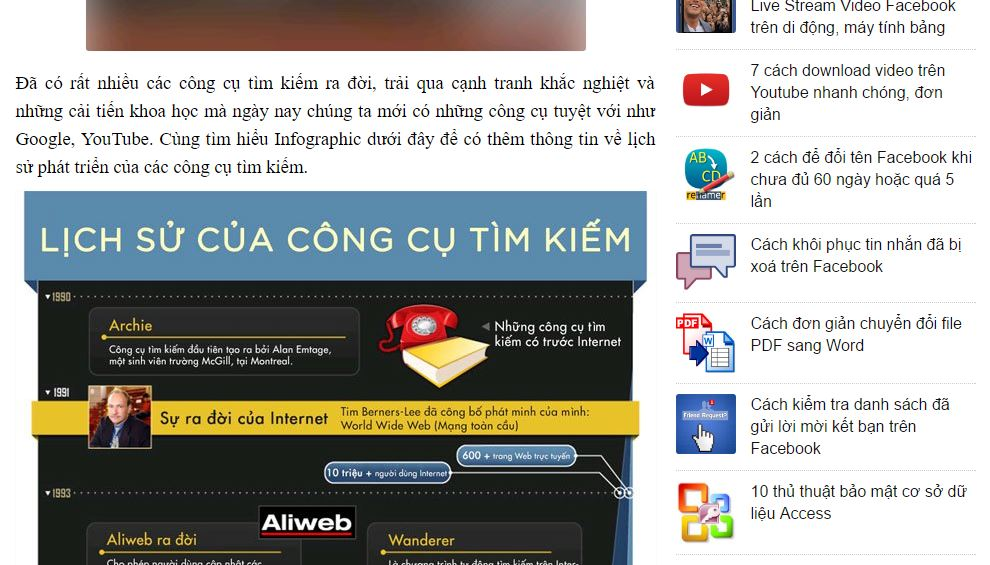 Đã có rất nhiều các công cụ tìm kiếm ra đời, trải qua cạnh tranh khắc nghiệt và
những cải tiến khoa học mà ngày nay chúng ta mới có những công cụ tuyệt vời như
Google, YouTube. Cùng tìm hiểu Infographic dưới đây để có thêm thông tin về lịch
sử phát triển của các công cụ tìm kiếm.
LỊCH SỬ CỦA CÔNG CỤ TÌM KIẾM
1990
Archie
Công cụ tìm kiếm đầu tiên tạo ra bởi Alan Emtage,
một sinh viên trường McGill, tại Montreal.
Những công cụ tìm
kiếm có trước Internet
1991
Sự ra đời của Internet
Tim Berners-Lee đã công bố phát minh của mình:
World Wide Web (Mạng toàn cầu)
600 + trang Web trực tuyến
10 triệu + người dùng Internet
1993
Aliweb
Aliweb ra đời
Cho phép người dùng cập nhật các
Wanderer
Là chương trình tự động tìm kiếm trên Inter-
Live Stream Video Facebook
trên di động, máy tính bảng
7 cách download video trên
Youtube nhanh chóng, đơn
giản
AB
CD
renamer
2 cách để đổi tên Facebook khi
chưa đủ 60 ngày hoặc quá 5
lần
Cách khôi phục tin nhắn đã bị
xoá trên Facebook
PDF
W
Cách đơn giản chuyển đổi file
PDF sang Word
Friend Request?
Cách kiểm tra danh sách đã
gửi lời mời kết bạn trên
Facebook
10 thủ thuật bảo mật cơ sở dữ
liệu Access